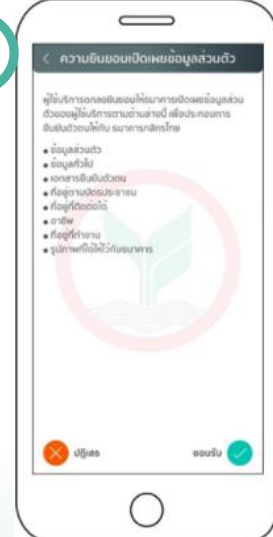 ความยินยอมเปิดเผยข้อมูลส่วนตัว
ผู้ใช้บริการตกลงยินยอมให้ธนาคารเปิดเผยข้อมูลส่วน
ตัวของผู้ใช้บริการตามด้านล่างนี้ เพื่อประกอบการ
ยืนยันตัวตนให้กับ ธนาคารกสิกรไทย
• ข้อมูลส่วนตัว
• ข้อมูลทั่วไป
• เอกสารยืนยันตัวตน
• ที่อยู่ตามบัตรประชาชน
• ที่อยู่ที่ติดต่อได้
• อาชีพ
• ที่อยู่ที่ทำงาน
• รูปภาพที่ได้ให้ไว้กับธนาคาร
ปฏิเสธ
ยอมรับ